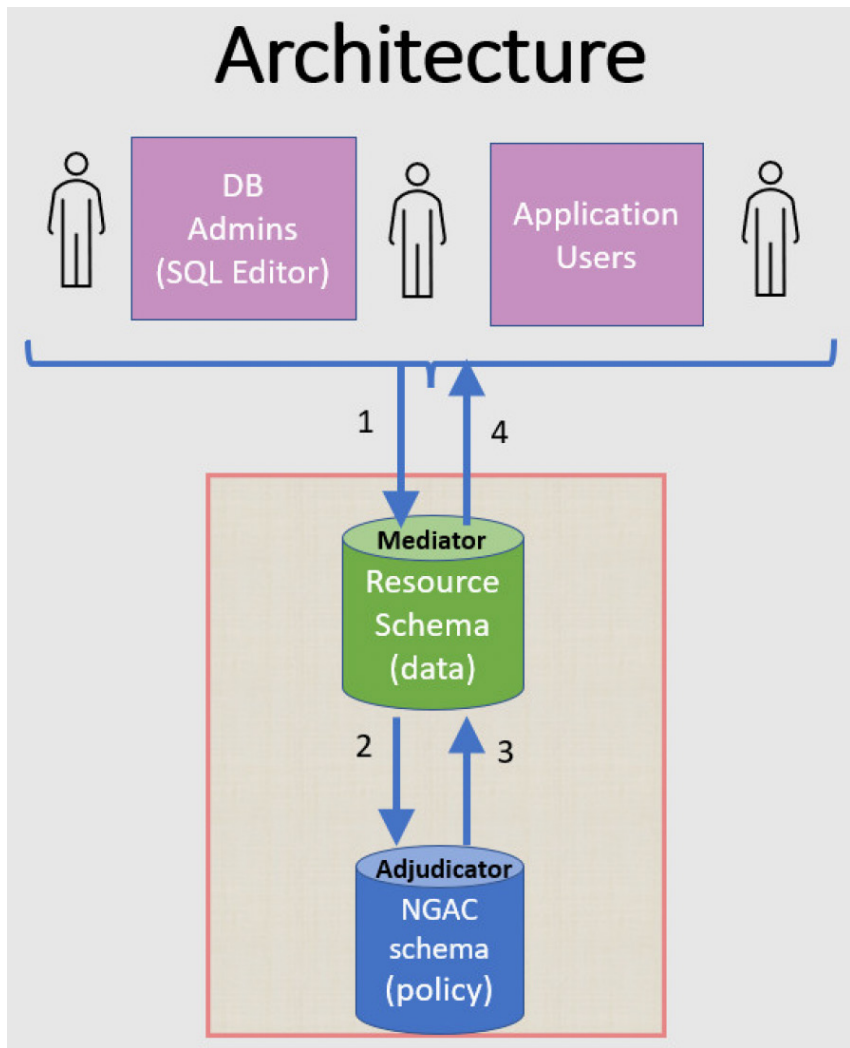 Architecture
DB
Admins
(SQL Editor)
Application
Users
1
4
Mediator
Resource
Schema
(data)
2
3
Adjudicator
NGAC
schema
(policy)